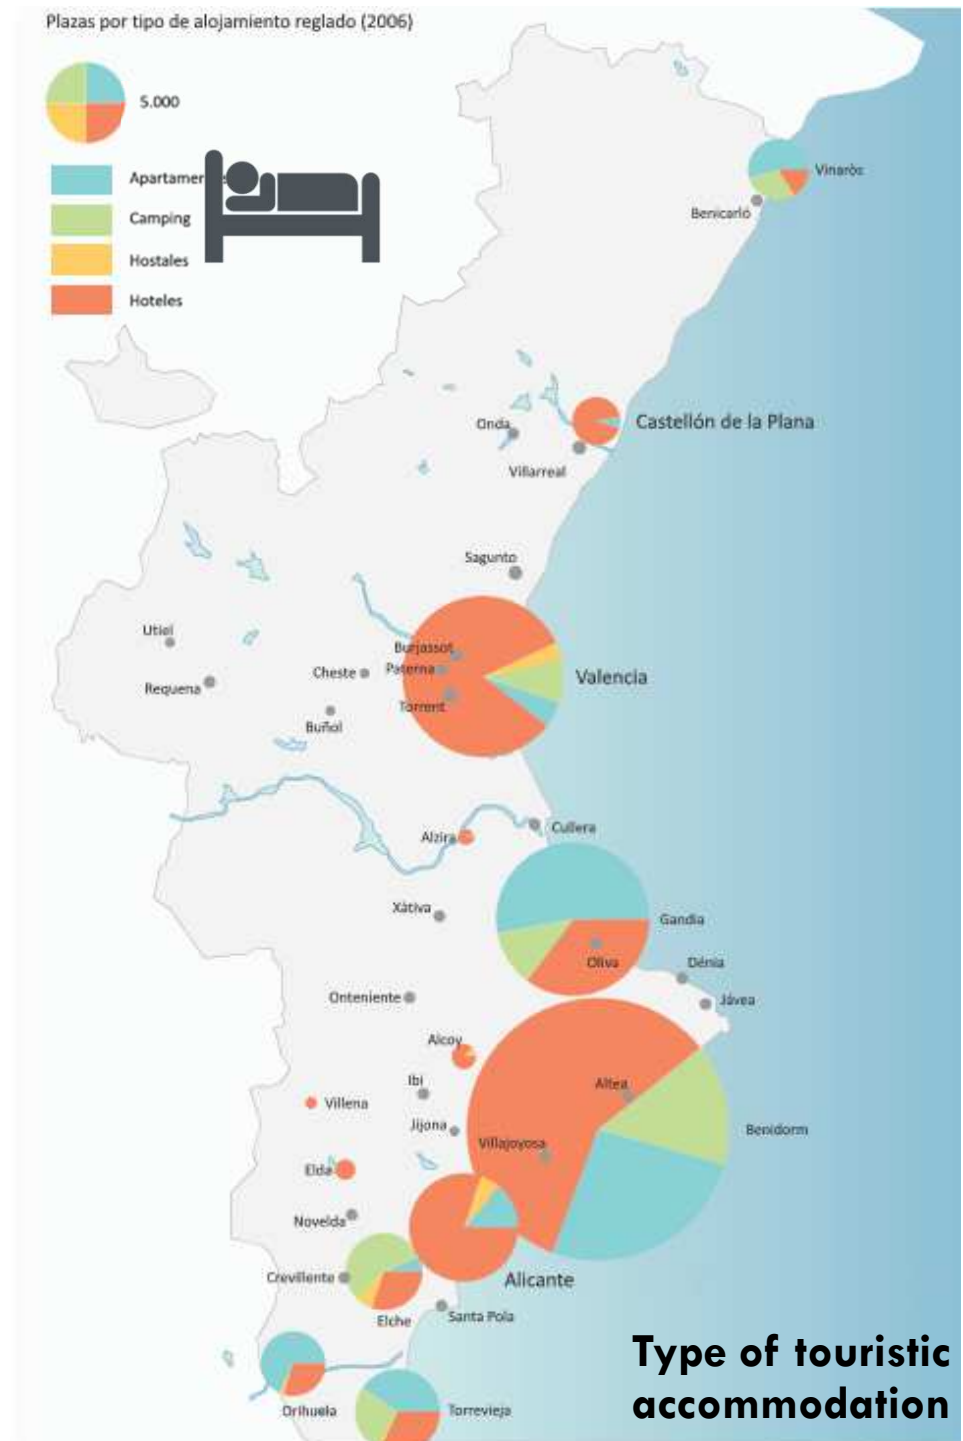 Plazas por tipo de alojamiento reglado (2006)
5.000
Camping
Hostales
Hoteles
Vinaròs
Benicarló
Onda
Castellón de la Plana
Villarreal
Sagunto
Utiel
Requena
Cheste
Buñol
Burjassot
Paterna
Torrent
Valencia
Alzira
Cullera
Xàtiva
Gandia
Oliva
Dénia
Jávea
Onteniente
Alcoy
Ibi
Altea
Villena
Jijona
Villajoyosa
Benidorm
Elda
Novelda
Crevillente
Alicante
Elche
Santa Pola
Orihuela
Torrevieja
Type of touristic
accommodation